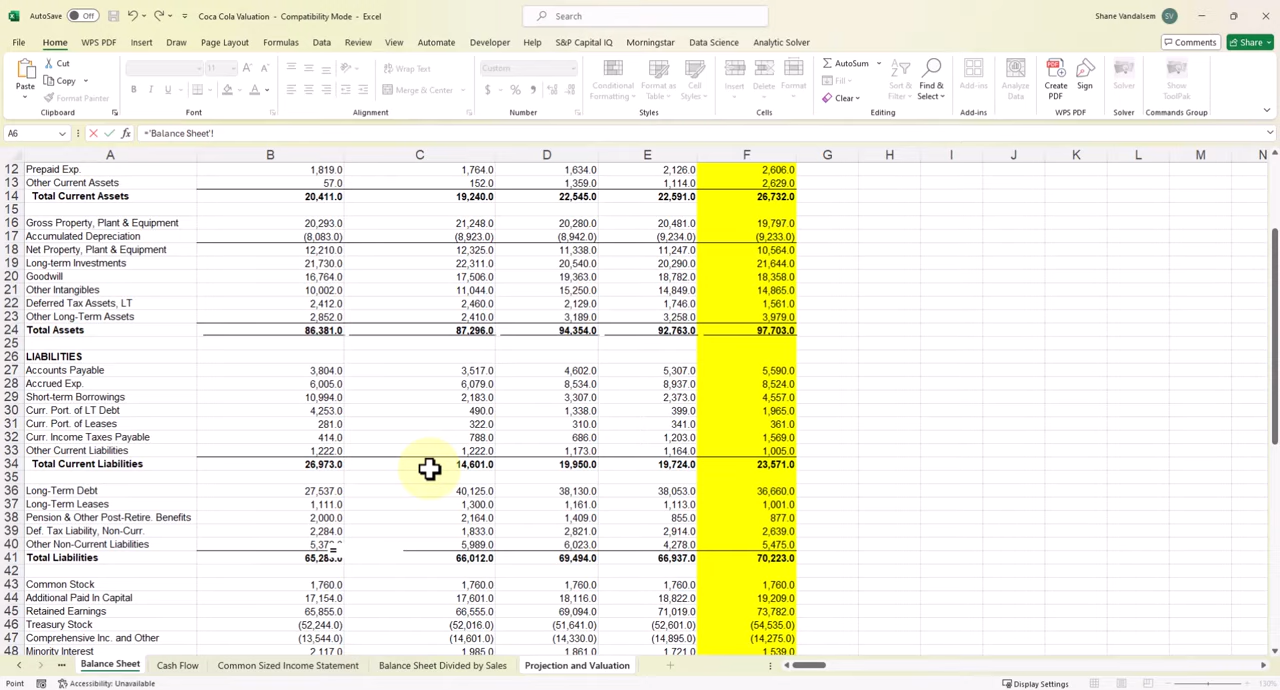 AutoSave Off Coca Cola Valuation - Compatibility Mode - Excel Search Shane Vandalsem SV
File Home WPS PDF Insert Draw Page Layout Formulas Data Review View Automate Developer Help S&P Capital IQ Morningstar Data Science Analytic Solver Comments Share
Paste Cut Copy Format Painter 11 Wrap Text Merge & Center Custom Conditional Formatting Format as Table Cell Styles Insert Delete Format AutoSum Fill Clear Sort & Filter Find & Select Add-ins Analyze Data Create PDF Sign Solver Show ToolPak
Clipboard Font Alignment Number Styles Cells Editing Add-ins WPS PDF Solver Commands Group
A6 ='Balance Sheet'!
A B C D E F G H I J K L M N
12 Prepaid Exp. 1,819.0 1,764.0 1,634.0 2,126.0 2,606.0
13 Other Current Assets 57.0 152.0 1,359.0 1,114.0 2,629.0
14 Total Current Assets 20,411.0 19,240.0 22,545.0 22,591.0 26,732.0
15
16 Gross Property, Plant & Equipment 20,293.0 21,248.0 20,280.0 20,481.0 19,797.0
17 Accumulated Depreciation (8,083.0) (8,923.0) (8,942.0) (9,234.0) (9,233.0)
18 Net Property, Plant & Equipment 12,210.0 12,325.0 11,338.0 11,247.0 10,564.0
19 Long-term Investments 21,730.0 22,311.0 20,540.0 20,290.0 21,644.0
20 Goodwill 16,764.0 17,506.0 19,363.0 18,782.0 18,358.0
21 Other Intangibles 10,002.0 11,044.0 15,250.0 14,849.0 14,865.0
22 Deferred Tax Assets, LT 2,412.0 2,460.0 2,129.0 1,746.0 1,561.0
23 Other Long-Term Assets 2,852.0 2,410.0 3,189.0 3,258.0 3,979.0
24 Total Assets 86,381.0 87,296.0 94,354.0 92,763.0 97,703.0
25
26 LIABILITIES
27 Accounts Payable 3,804.0 3,517.0 4,602.0 5,307.0 5,590.0
28 Accrued Exp. 6,005.0 6,079.0 8,534.0 8,937.0 8,524.0
29 Short-term Borrowings 10,994.0 2,183.0 3,307.0 2,373.0 4,557.0
30 Curr. Port. of LT Debt 4,253.0 490.0 1,338.0 399.0 1,965.0
31 Curr. Port. of Leases 281.0 322.0 310.0 341.0 361.0
32 Curr. Income Taxes Payable 414.0 788.0 686.0 1,203.0 1,569.0
33 Other Current Liabilities 1,222.0 1,222.0 1,173.0 1,164.0 1,005.0
34 Total Current Liabilities 26,973.0 14,601.0 19,950.0 19,724.0 23,571.0
35
36 Long-Term Debt 27,537.0 40,125.0 38,130.0 38,053.0 36,660.0
37 Long-Term Leases 1,111.0 1,300.0 1,161.0 1,113.0 1,001.0
38 Pension & Other Post-Retire. Benefits 2,000.0 2,164.0 1,409.0 855.0 877.0
39 Def. Tax Liability, Non-Curr. 2,284.0 1,833.0 2,821.0 2,914.0 2,639.0
40 Other Non-Current Liabilities 5,989.0 6,023.0 4,278.0 5,475.0
41 Total Liabilities 66,012.0 69,494.0 66,937.0 70,223.0
42
43 Common Stock 1,760.0 1,760.0 1,760.0 1,760.0 1,760.0
44 Additional Paid In Capital 17,154.0 17,601.0 18,116.0 18,822.0 19,209.0
45 Retained Earnings 65,855.0 66,555.0 69,094.0 71,019.0 73,782.0
46 Treasury Stock (52,244.0) (52,016.0) (51,641.0) (52,601.0) (54,535.0)
47 Comprehensive Inc. and Other (13,544.0) (14,601.0) (14,330.0) (14,895.0) (14,275.0)
48 Minority Interest 2,117.0 1,985.0 1,861.0 1,721.0 1,539.0
Balance Sheet Cash Flow Common Sized Income Statement Balance Sheet Divided by Sales Projection and Valuation
Point Accessibility: Unavailable Display Settings 130%